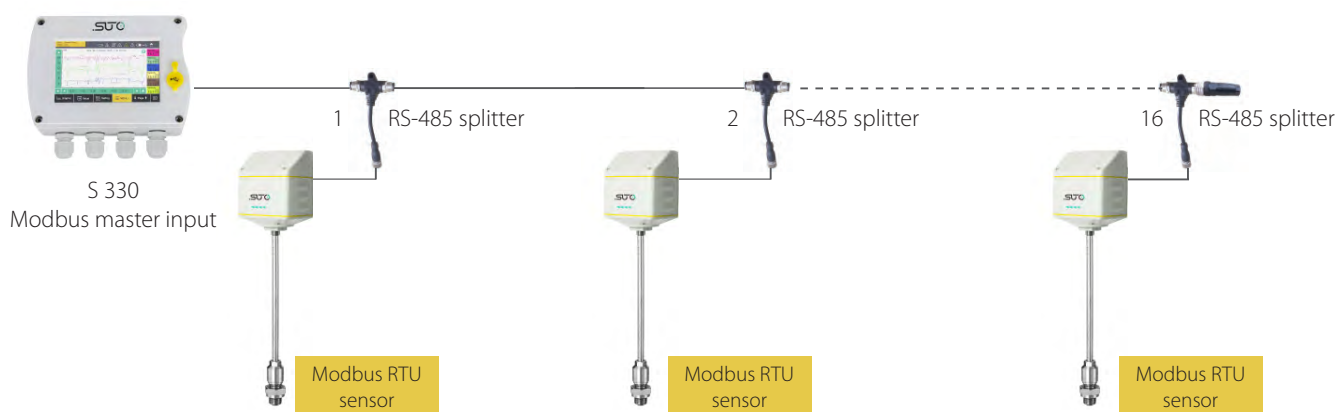 SUTO
1 RS-485 splitter
2 RS-485 splitter
16 RS-485 splitter
SUTO
SUTO
SUTO
S 330
Modbus master input
Modbus RTU
sensor
Modbus RTU
sensor
Modbus RTU
sensor